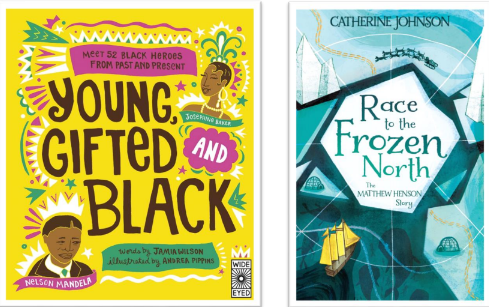 MEET 52 BLACK HEROES
FROM PAST AND PRESENT
YOUNG,
GIFTED
AND
BLACK
JOSEPHINE BAKER
NELSON MANDELA
words by JAMIA WILSON
illustrated by ANDREA PIPPINS
WIDE
EYED
CATHERINE JOHNSON
Race
to the
Frozen
North
The
MATTHEW HENSON
Story